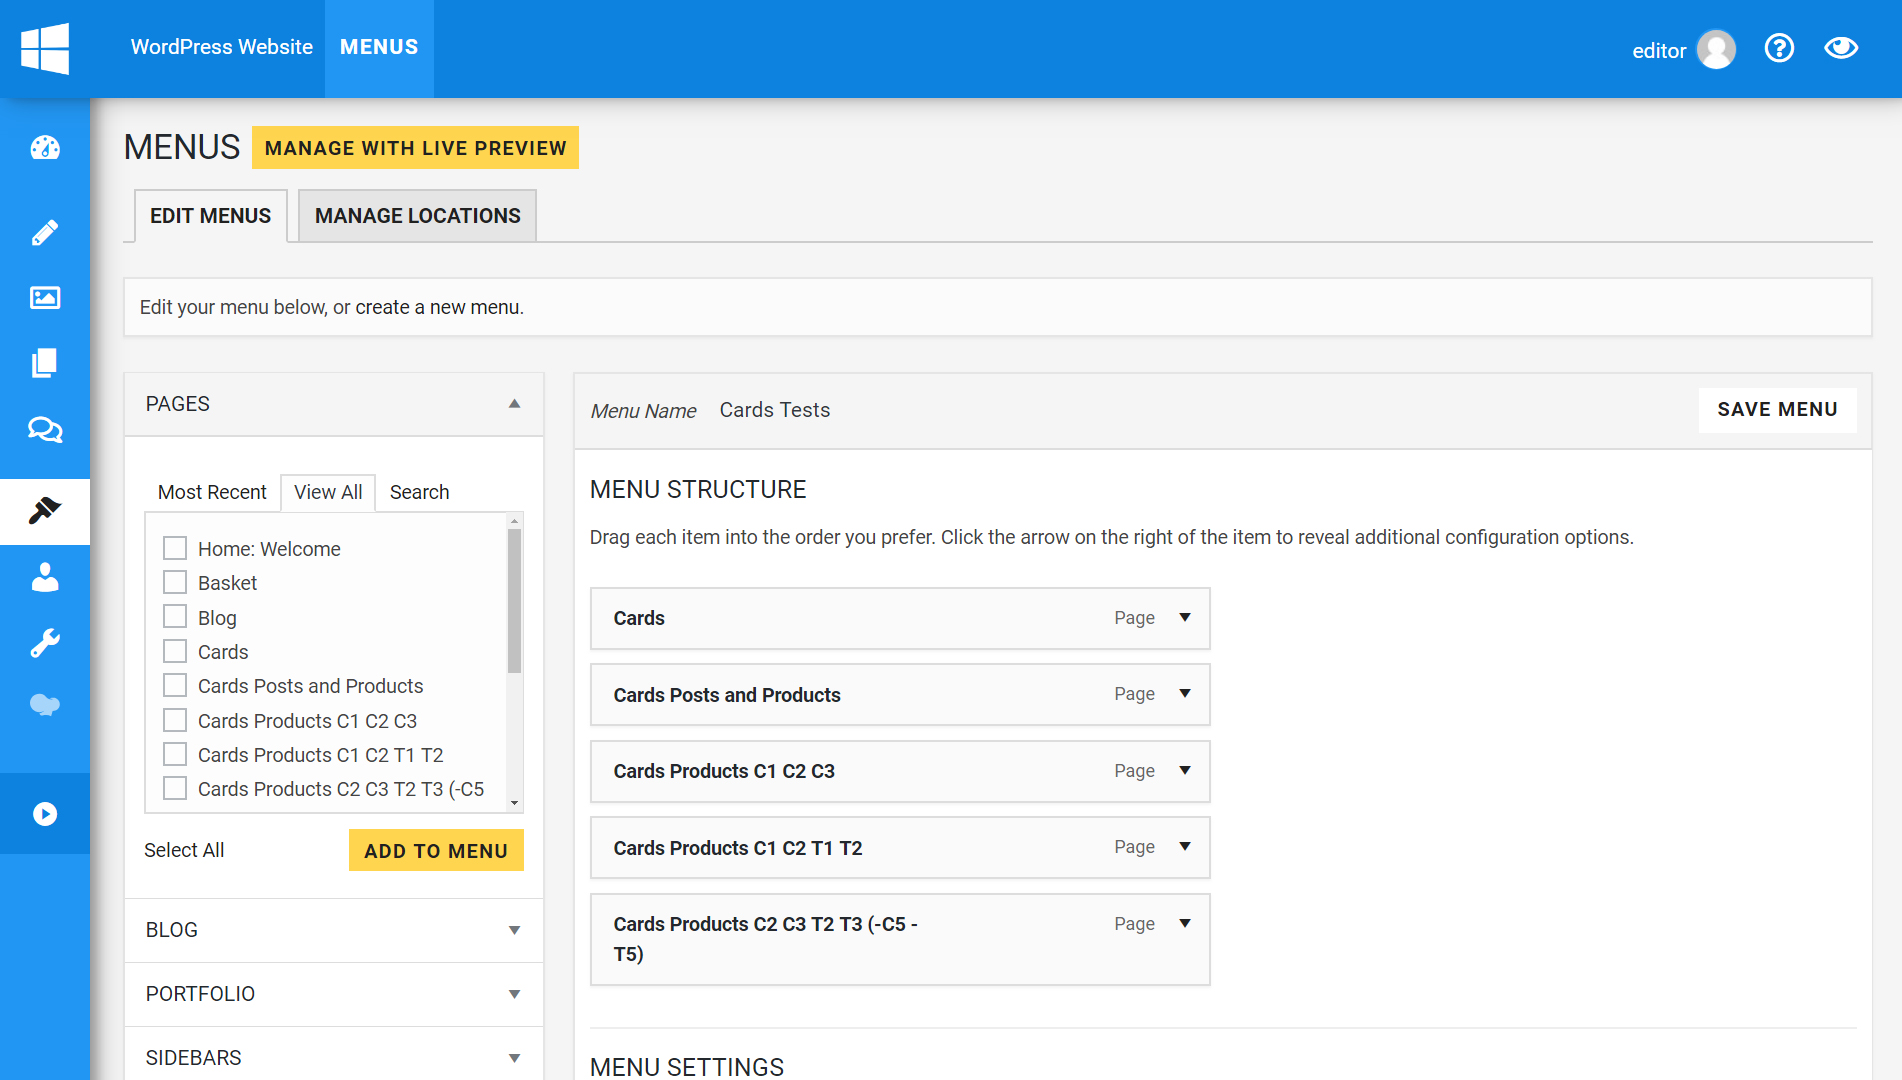 WordPress Website
MENUS
editor
MENUS
MANAGE WITH LIVE PREVIEW
EDIT MENUS
MANAGE LOCATIONS
Edit your menu below, or create a new menu.
PAGES
Most Recent
View All
Search
Home: Welcome
Basket
Blog
Cards
Cards Posts and Products
Cards Products C1 C2 C3
Cards Products C1 C2 T1 T2
Cards Products C2 C3 T2 T3 (-C5
Select All
ADD TO MENU
BLOG
PORTFOLIO
SIDEBARS
Menu Name
Cards Tests
SAVE MENU
MENU STRUCTURE
Drag each item into the order you prefer. Click the arrow on the right of the item to reveal additional configuration options.
Cards
Page
Cards Posts and Products
Page
Cards Products C1 C2 C3
Page
Cards Products C1 C2 T1 T2
Page
Cards Products C2 C3 T2 T3 (-C5 -
T5)
Page
MENU SETTINGS